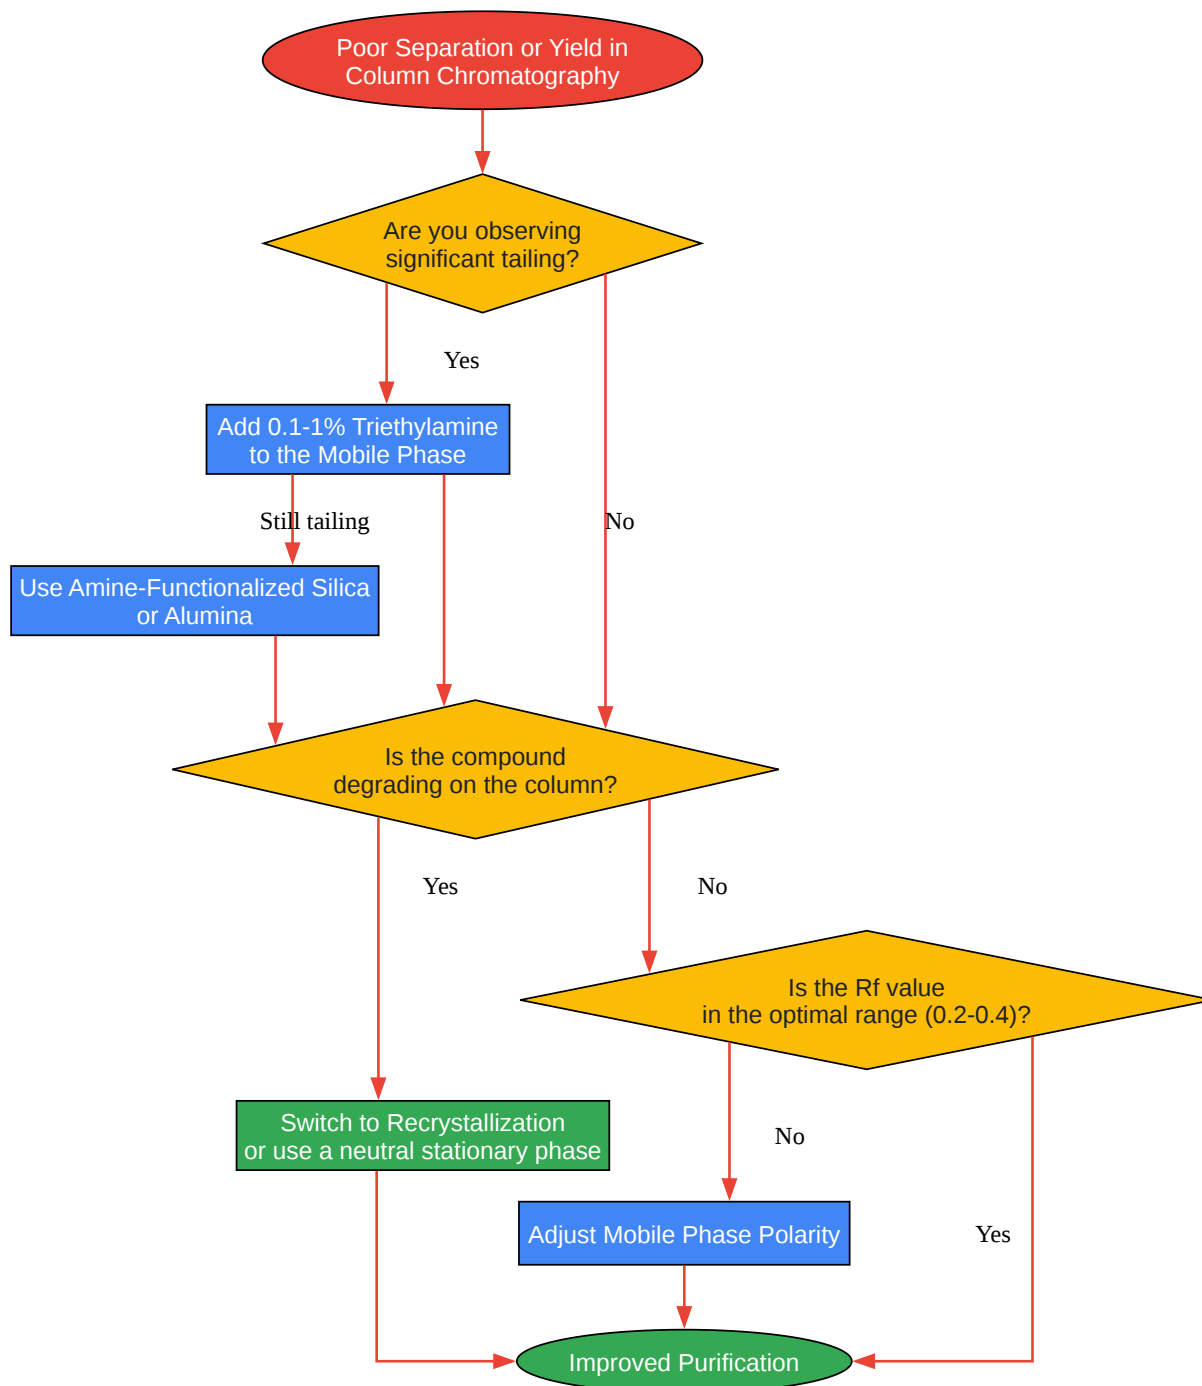 Poor Separation or Yield in
Column Chromatography
Are you observing
significant tailing?
Yes
Add 0.1-1% Triethylamine
to the Mobile Phase
Still tailing
No
Use Amine-Functionalized Silica
or Alumina
Is the compound
degrading on the column?
Yes
No
Is the Rf value
in the optimal range (0.2-0.4)?
Switch to Recrystallization
or use a neutral stationary phase
No
Adjust Mobile Phase Polarity
Yes
Improved Purification